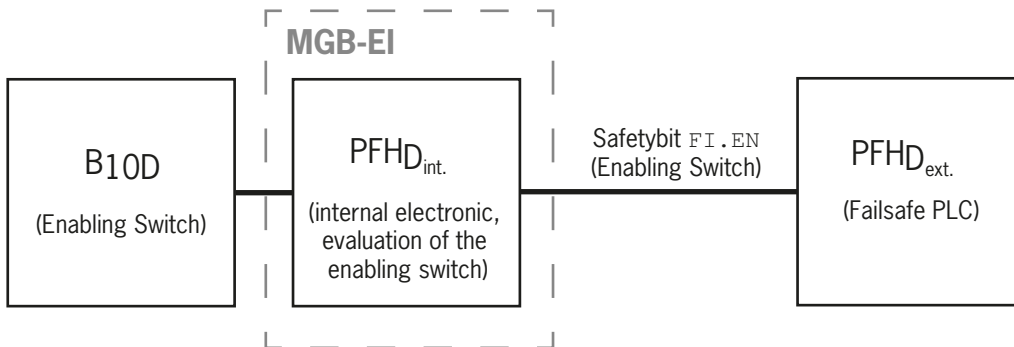 MGB-EI
B10D
(Enabling Switch)
PFHDint.
(internal electronic,
evaluation of the
enabling switch)
Safetybit FI.EN
(Enabling Switch)
PFHDext.
(Failsafe PLC)